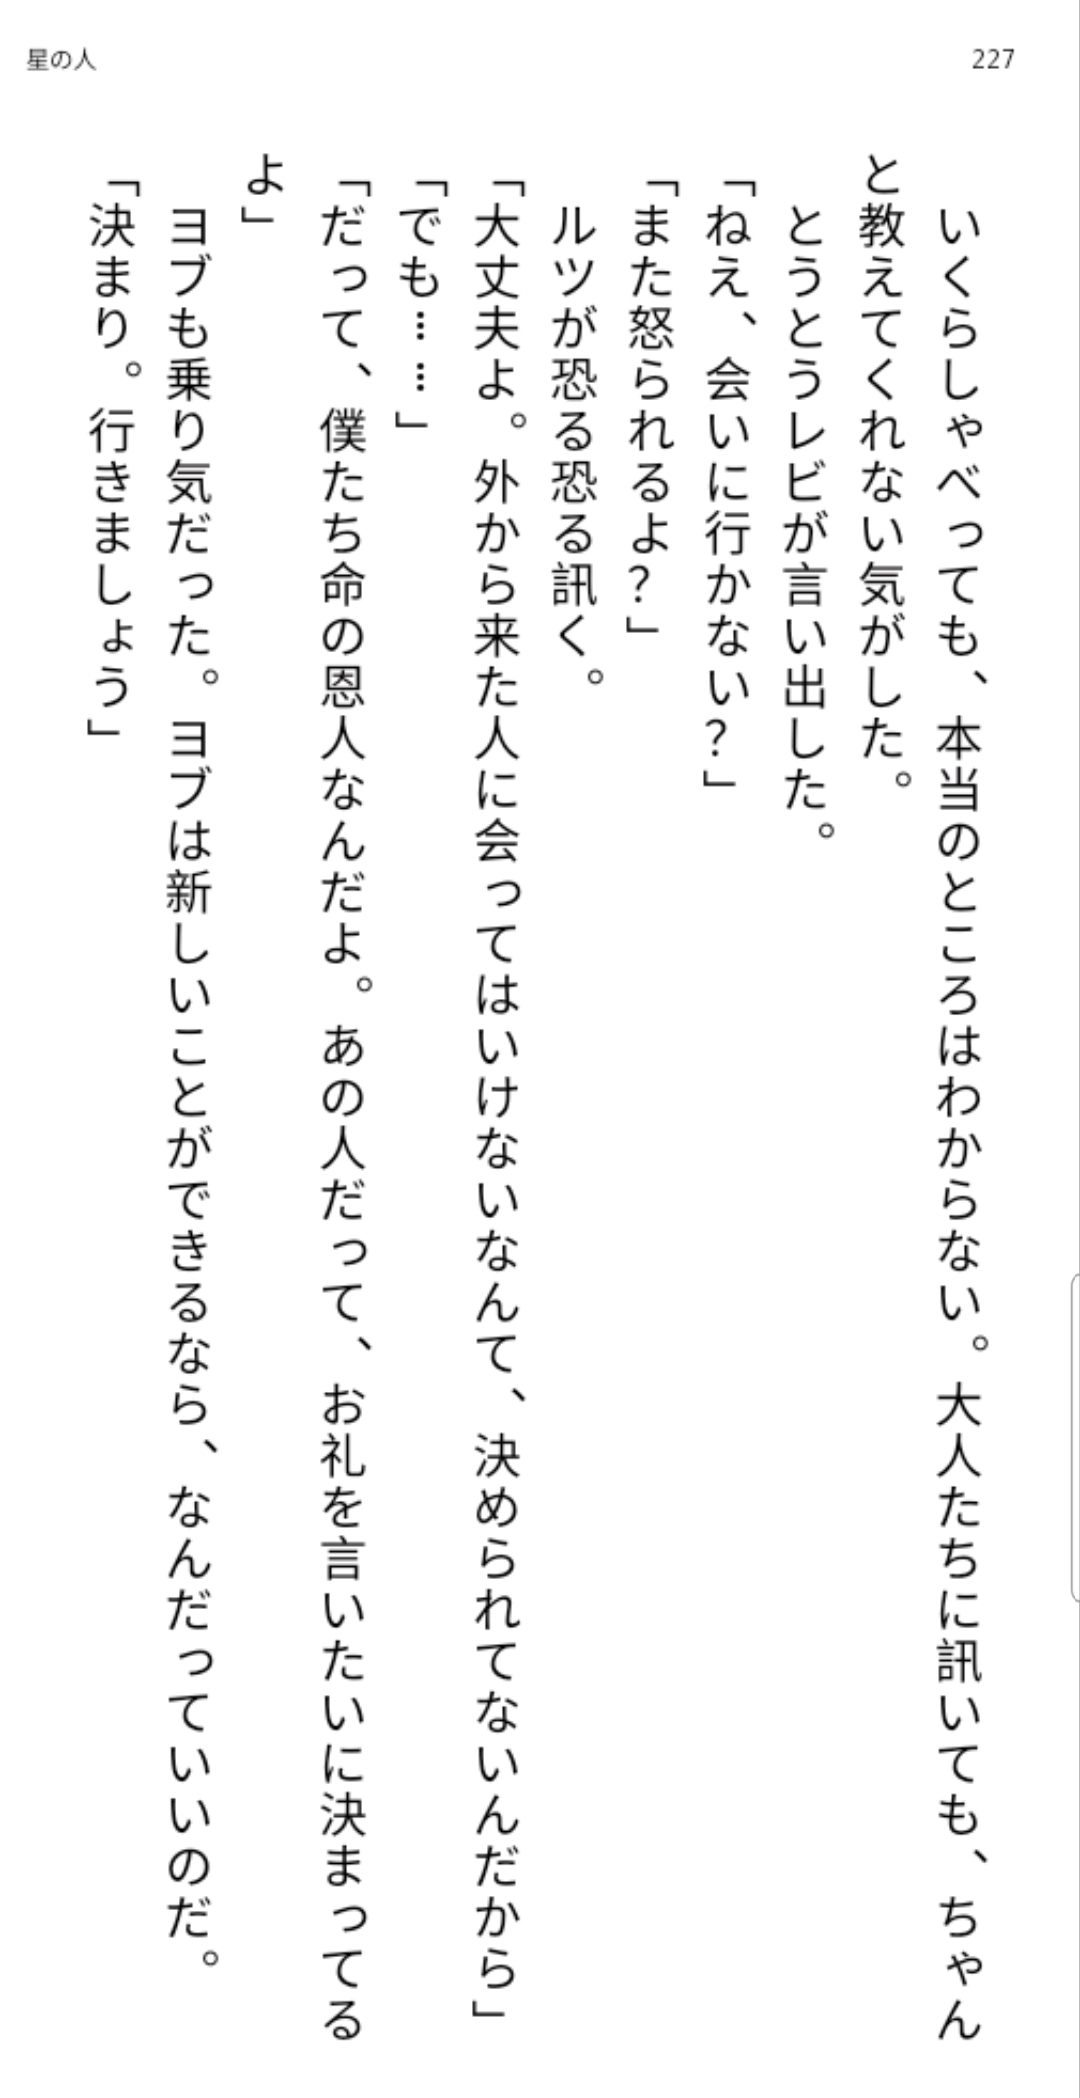 星の人
227
　いくらしゃべっても、本当のところはわからない。大人たちに訊いても、ちゃん
と教えてくれない気がした。
　とうとうレビが言い出した。
「ねえ、会いに行かない？」
「また怒られるよ？」
　ルツが恐る恐る訊く。
「大丈夫よ。外から来た人に会ってはいけないなんて、決められてないんだから」
「でも……」
「だって、僕たち命の恩人なんだよ。あの人だって、お礼を言いたいに決まってる
よ」
　ヨブも乗り気だった。ヨブは新しいことができるなら、なんだっていいのだ。
「決まり。行きましょう」